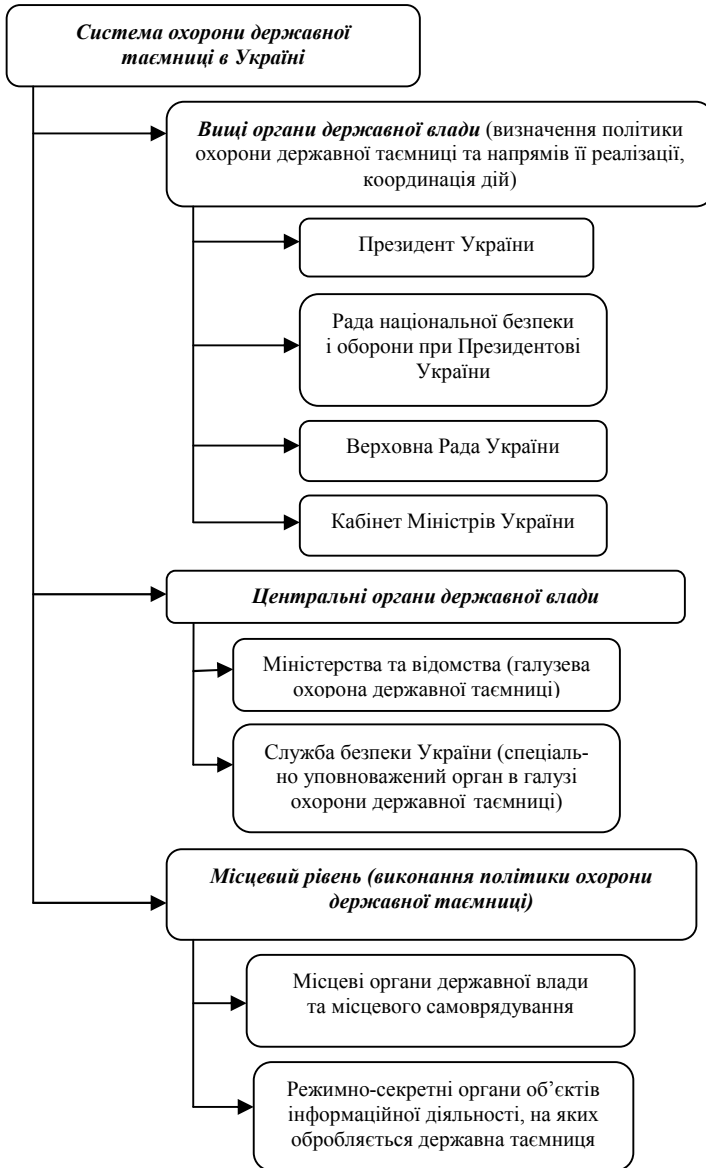 Система охорони державної
таємниці в Україні
Вищі органи державної влади (визначення політики
охорони державної таємниці та напрямів її реалізації,
координація дій)
Президент України
Рада національної безпеки
і оборони при Президентові
України
Верховна Рада України
Кабінет Міністрів України
Центральні органи державної влади
Міністерства та відомства (галузева
охорона державної таємниці)
Служба безпеки України (спеціаль-
но уповноважений орган в галузі
охорони державної таємниці)
Місцевий рівень (виконання політики охорони
державної таємниці)
Місцеві органи державної влади
та місцевого самоврядування
Режимно-секретні органи об’єктів
інформаційної діяльності, на яких
обробляється державна таємниця